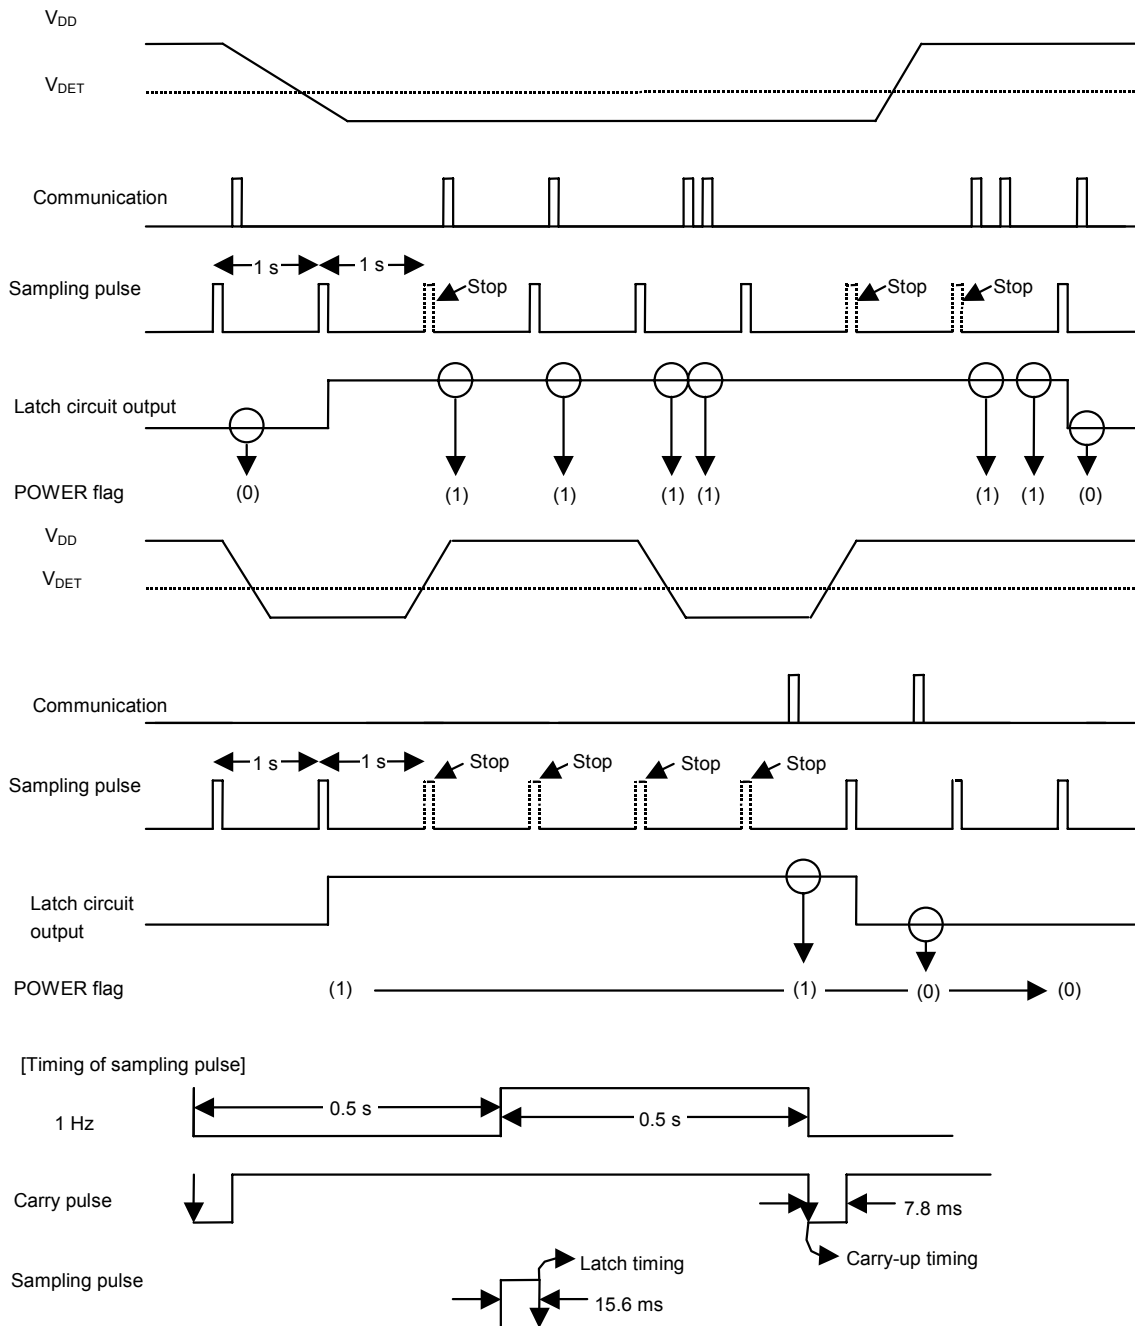 VDD
VDET
Communication
1 s 1 s
Sampling pulse Stop Stop Stop
Latch circuit output
POWER flag (0) (1) (1) (1) (1) (1) (1) (0)
VDD
VDET
Communication
1 s 1 s Stop Stop Stop Stop
Sampling pulse
Latch circuit
output
POWER flag (1) (1) (0) (0)
[Timing of sampling pulse]
1 Hz 0.5 s 0.5 s
Carry pulse 7.8 ms
Latch timing Carry-up timing
Sampling pulse
15.6 ms